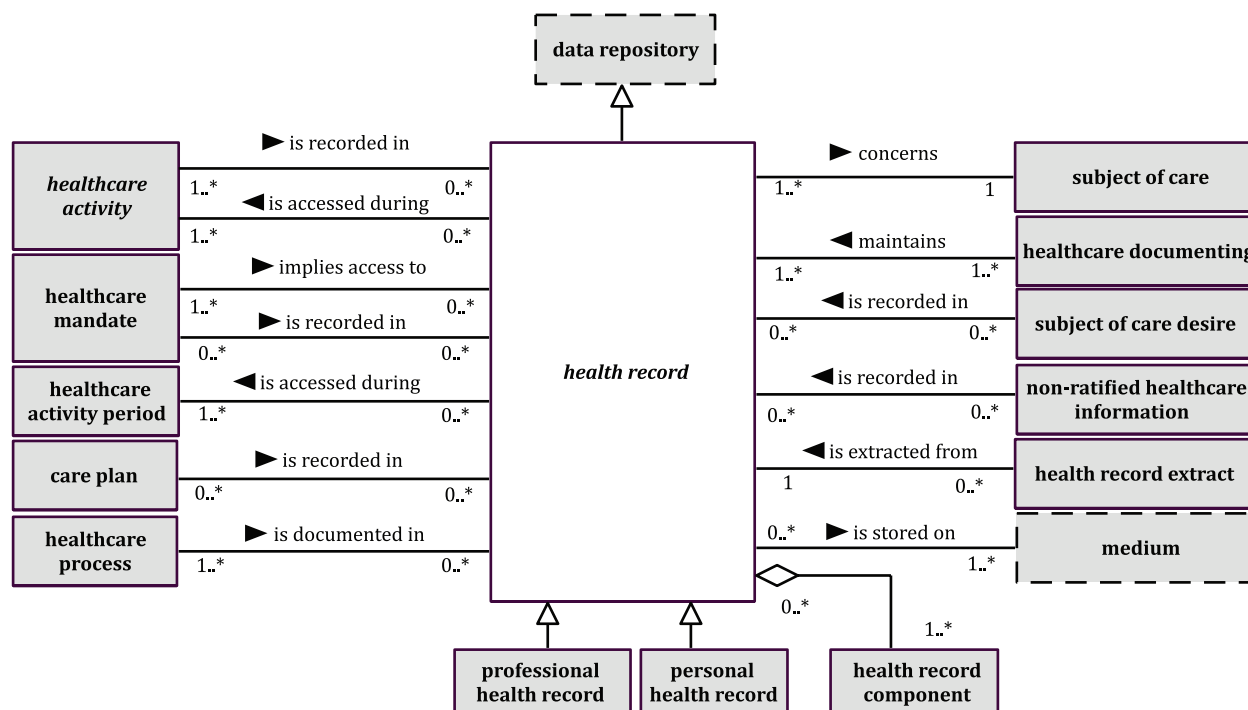 data repository
is recorded in
concerns
healthcare
activity
1..*
0..*
1..*
1
subject of care
is accessed during
1..*
0..*
maintains
healthcare documenting
implies access to
1..*
1..*
healthcare
mandate
1..*
0..*
is recorded in
is recorded in
0..*
0..*
0..*
0..*
subject of care desire
health record
healthcare
activity period
is accessed during
1..*
0..*
is recorded in
0..*
0..*
non-ratified healthcare
information
care plan
is recorded in
0..*
0..*
is extracted from
1
0..*
health record extract
healthcare
process
is documented in
1..*
0..*
0..*
is stored on
1..*
medium
0..*
1..*
professional
health record
personal
health record
health record
component